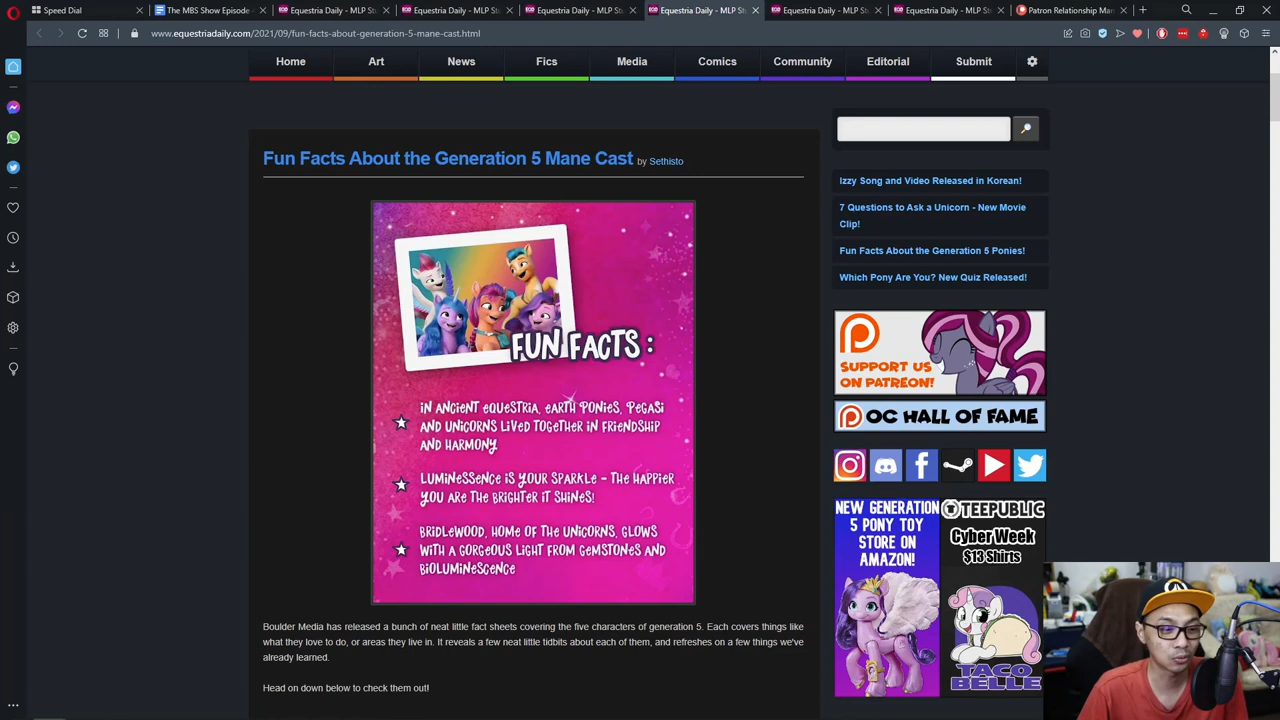 Speed Dial
The MBS Show Episode
Equestria Daily - MLP St
Equestria Daily - MLP St
Equestria Daily - MLP St
Equestria Daily - MLP St
Equestria Daily - MLP St
Equestria Daily - MLP St
Patron Relationship Man
www.equestriadaily.com/2021/09/fun-facts-about-generation-5-mane-cast.html
Home
Art
News
Fics
Media
Comics
Community
Editorial
Submit
Fun Facts About the Generation 5 Mane Cast by Sethisto
FUN FACTS :
IN ANCIENT EQUESTRIA, EARTH PONIES, PEGASI
AND UNICORNS LIVED TOGETHER IN FRIENDSHIP
AND HARMONY
LUMINESSENCE IS YOUR SPARKLE - THE HAPPIER
YOU ARE THE BRIGHTER IT SHINES!
BRIDLEWOOD, HOME OF THE UNICORNS, GLOWS
WITH A GORGEOUS LIGHT FROM GEMSTONES AND
BIOLUMINESCENCE
Boulder Media has released a bunch of neat little fact sheets covering the five characters of generation 5. Each covers things like
what they love to do, or areas they live in. It reveals a few neat little tidbits about each of them, and refreshes on a few things we've
already learned.
Head on down below to check them out!
Izzy Song and Video Released in Korean!
7 Questions to Ask a Unicorn - New Movie
Clip!
Fun Facts About the Generation 5 Ponies!
Which Pony Are You? New Quiz Released!
SUPPORT US
ON PATREON!
OC HALL OF FAME
NEW GENERATION
5 PONY TOY
STORE ON
AMAZON!
TEEPUBLIC
Cyber Week
$13 Shirts
TACO
BELLE